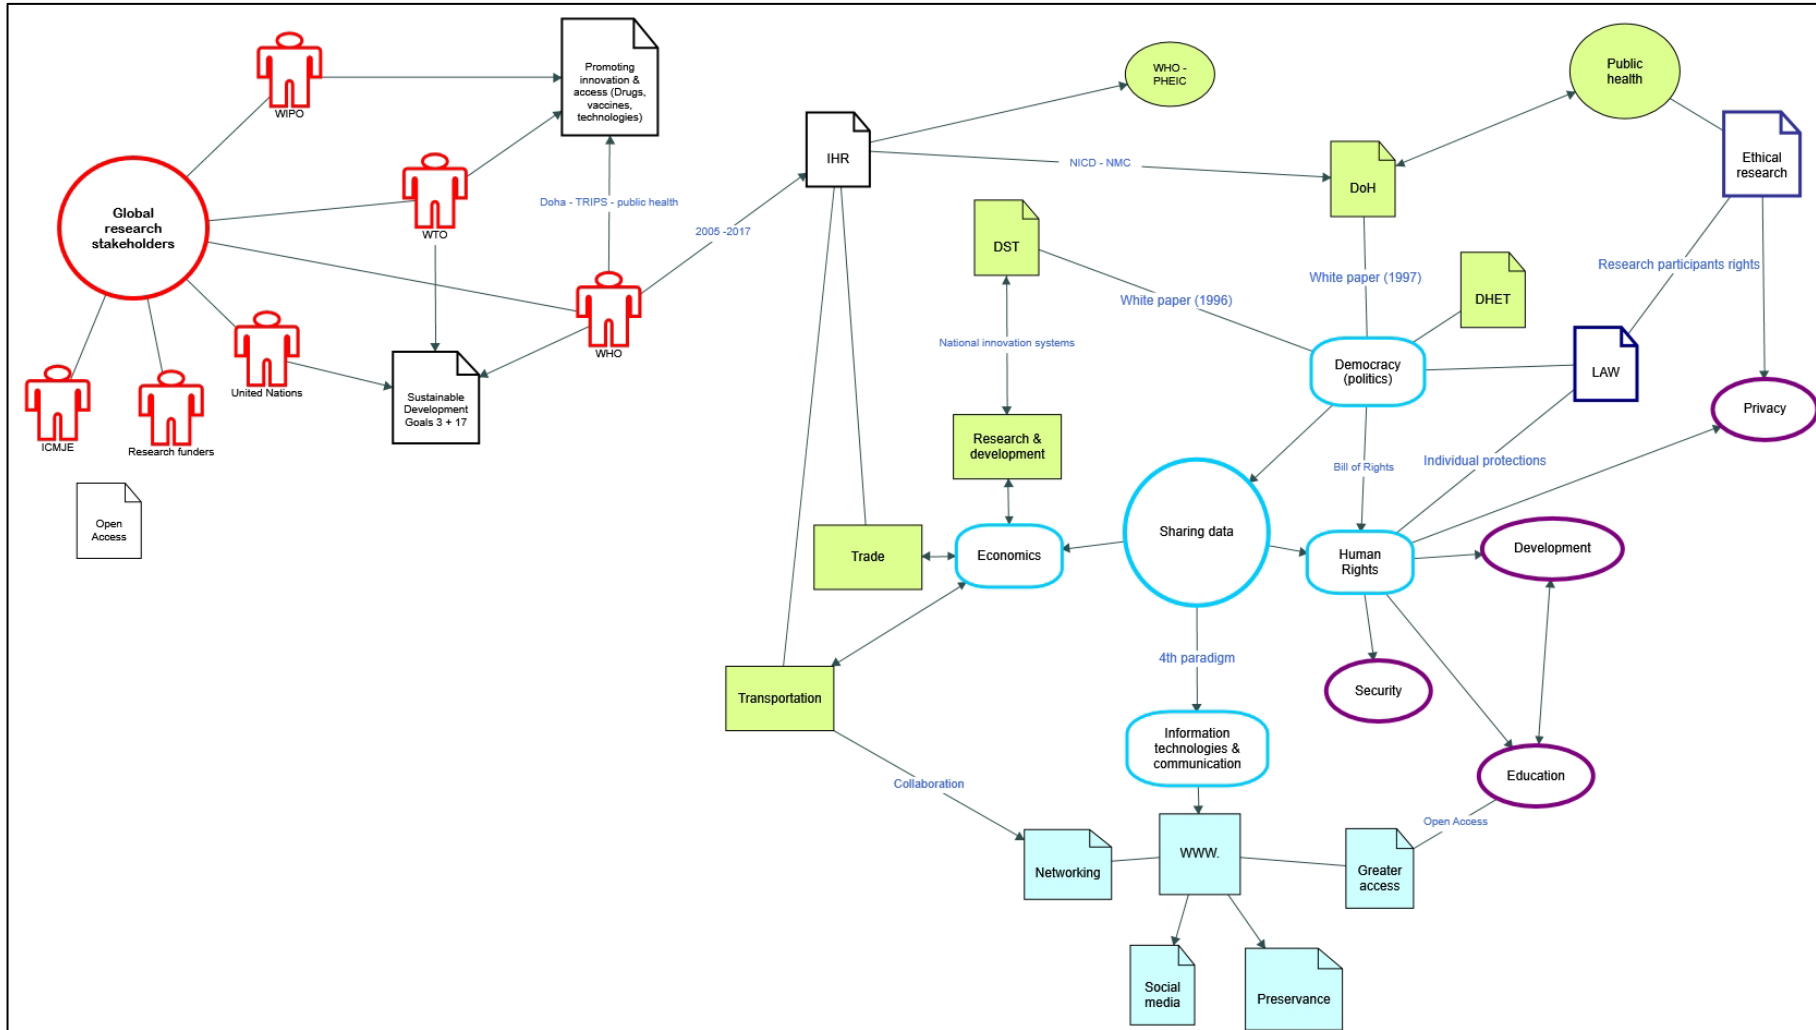 WIPO
Promoting
innovation &
access (Drugs,
vaccines,
technologies)
Global
research
stakeholders
WTO
Doha - TRIPS - public health
WHO
2005 -2017
United Nations
ICMJE
Research funders
Sustainable
Development
Goals 3 + 17
Open
Access
IHR
WHO -
PHEIC
NICD - NMC
Public
health
DoH
Ethical
research
DST
White paper (1996)
White paper (1997)
DHET
Research participants rights
National innovation systems
Democracy
(politics)
LAW
Privacy
Research &
development
Bill of Rights
Individual protections
Trade
Economics
Sharing data
Human
Rights
Development
Transportation
4th paradigm
Security
Information
technologies &
communication
Education
Collaboration
Open Access
Networking
WWW.
Greater
access
Social
media
Preservance